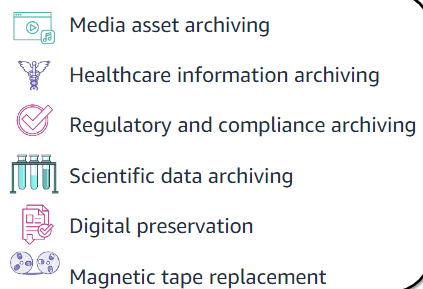 Media asset archiving
Healthcare information archiving
Regulatory and compliance archiving
Scientific data archiving
Digital preservation
Magnetic tape replacement